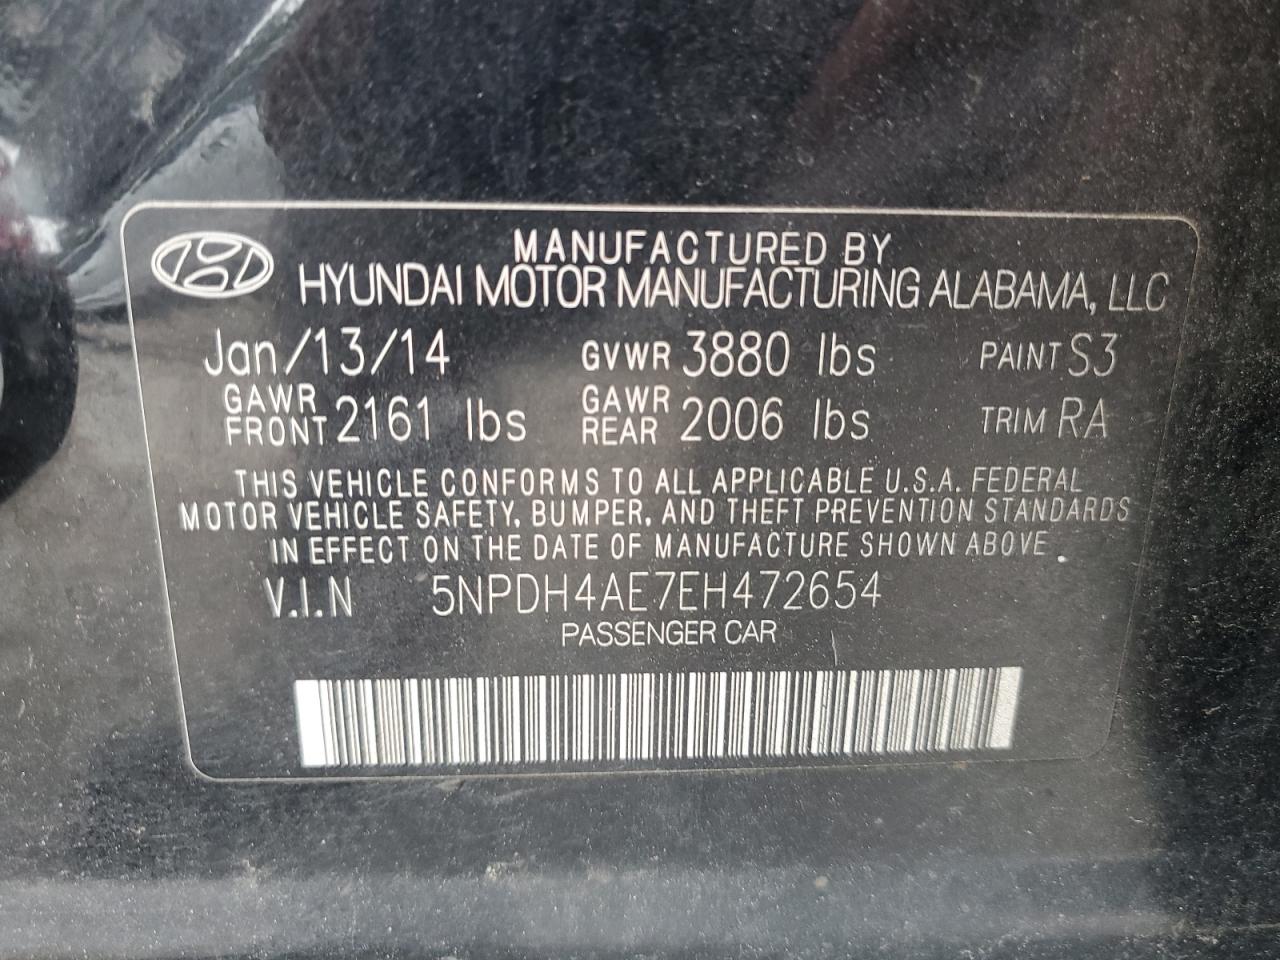 MANUFACTURED BY
HYUNDAI MOTOR MANUFACTURING ALABAMA, LLC
Jan/13/14 GVWR 3880 lbs PAINT S3
GAWR FRONT 2161 lbs GAWR REAR 2006 lbs TRIM RA
THIS VEHICLE CONFORMS TO ALL APPLICABLE U.S.A. FEDERAL
MOTOR VEHICLE SAFETY, BUMPER, AND THEFT PREVENTION STANDARDS
IN EFFECT ON THE DATE OF MANUFACTURE SHOWN ABOVE.
V.I.N 5NPDH4AE7EH472654
PASSENGER CAR